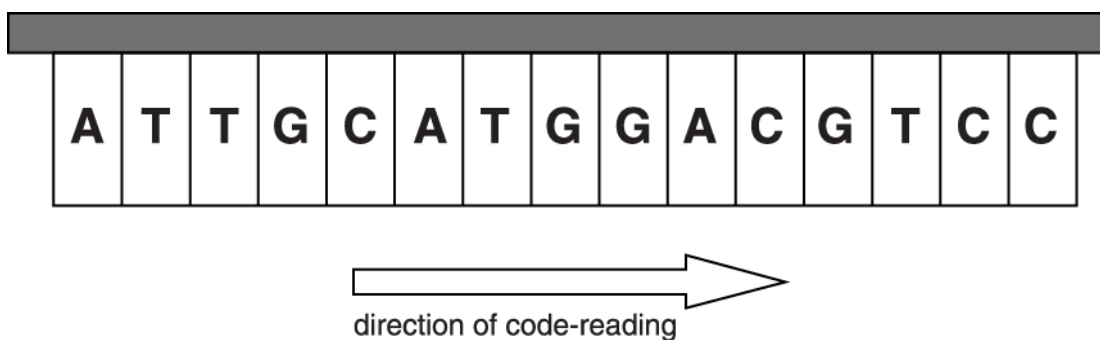 A T T G C A T G G A C G T C C
direction of code-reading